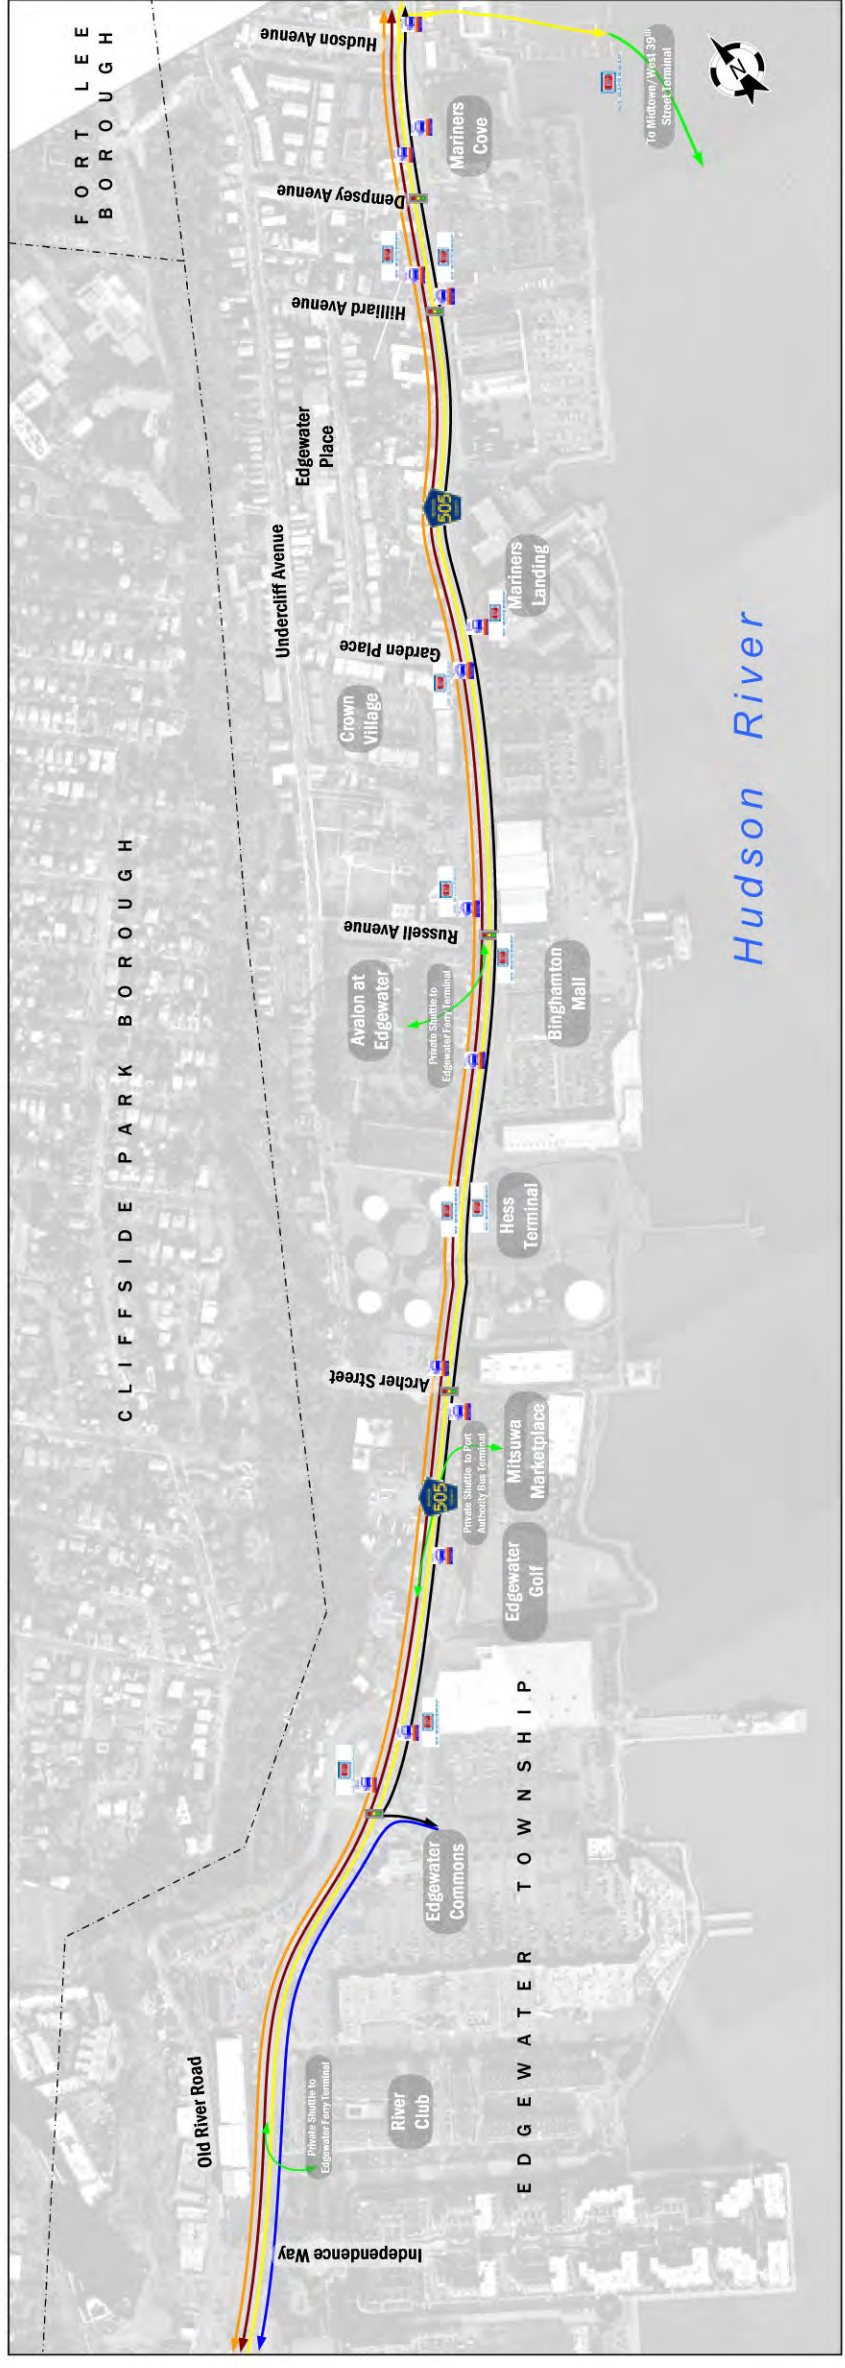 FORT LEE
BOROUGH
Hudson Avenue
To Midtown/West 39th
Street Terminal
N
Mariners
Cove
Dempsey Avenue
Hilliard Avenue
Edgewater
Place
505
Undercliff Avenue
Mariners
Landing
Garden Place
Crown
Village
Hudson River
CLIFFSIDE PARK BOROUGH
Russell Avenue
Avalon at
Edgewater
Private Shuttle to
Edgewater Ferry Terminal
Binghamton
Mall
Hess
Terminal
Archer Street
Mitsuwa
Marketplace
Private Shuttle to Port
Authority Bus Terminal
505
Edgewater
Golf
EDGEWATER TOWNSHIP
Edgewater
Commons
Old River Road
Private Shuttle to
Edgewater Ferry Terminal
River
Club
Independence Way